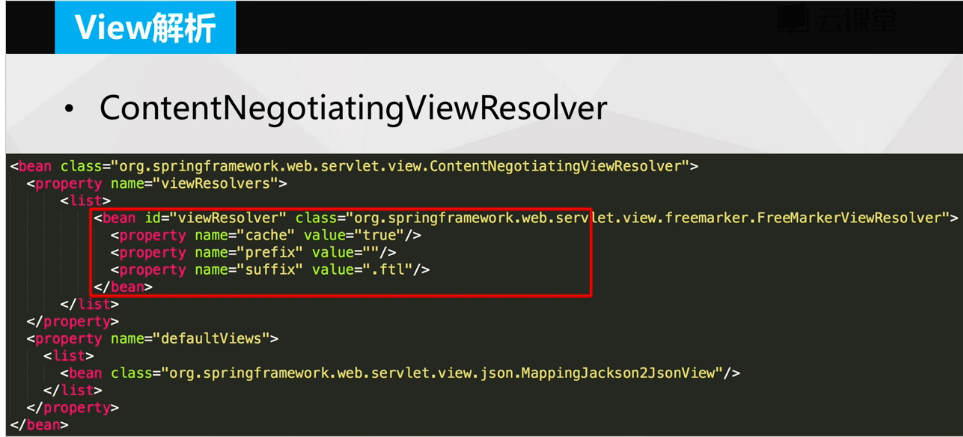 View解析
云课堂
• ContentNegotiatingViewResolver
<bean class="org.springframework.web.servlet.view.ContentNegotiatingViewResolver">
<property name="viewResolvers">
<list>
<bean id="viewResolver" class="org.springframework.web.servlet.view.freemarker.FreeMarkerViewResolver">
<property name="cache" value="true"/>
<property name="prefix" value=""/>
<property name="suffix" value=".ftl"/>
</bean>
</list>
</property>
<property name="defaultViews">
<list>
<bean class="org.springframework.web.servlet.view.json.MappingJackson2JsonView"/>
</list>
</property>
</bean>